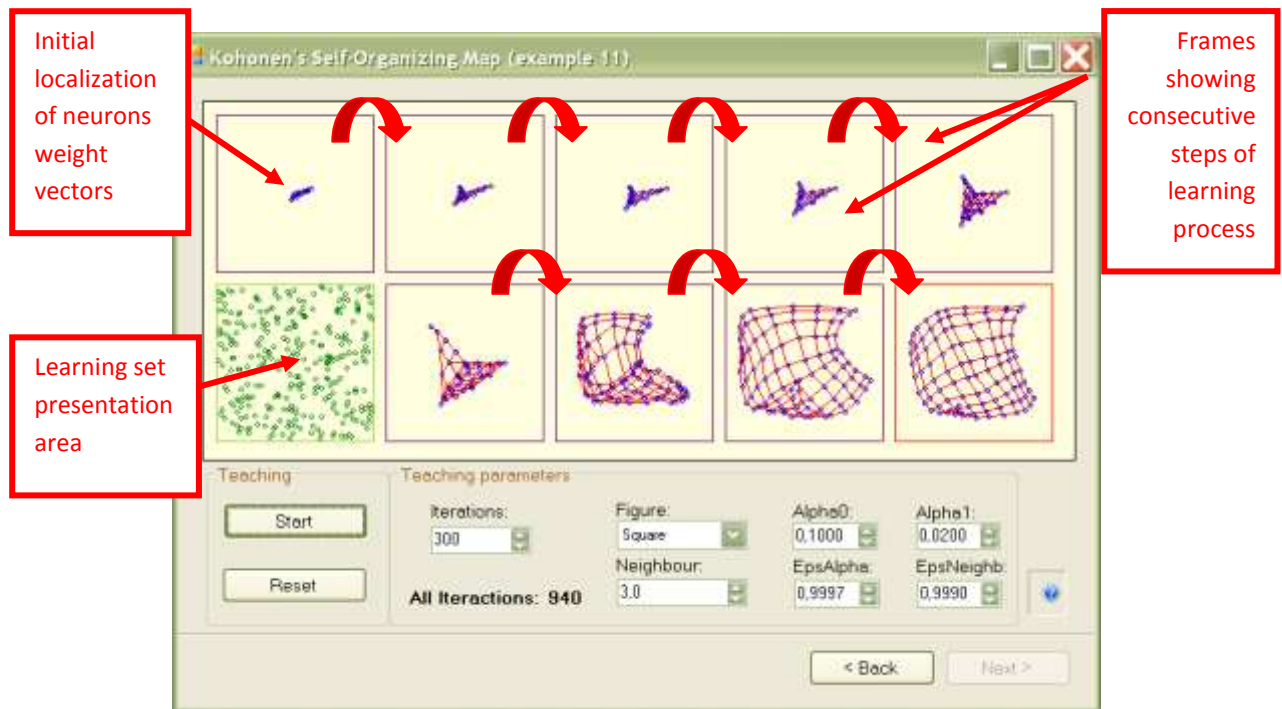 Initial
localization
of neurons
weight
vectors
Kohonen's Self-Organizing Map (example 11)
Frames
showing
consecutive
steps of
learning
process
Learning set
presentation
area
Teaching
Start
Reset
Teaching parameters
Iterations:
300
All Iteractions: 940
Figure:
Square
Neighbour:
3,0
Alpha0:
0,1000
EpsAlpha:
0,9997
Alpha1:
0,0200
EpsNeighb:
0,9990
< Back
Next >